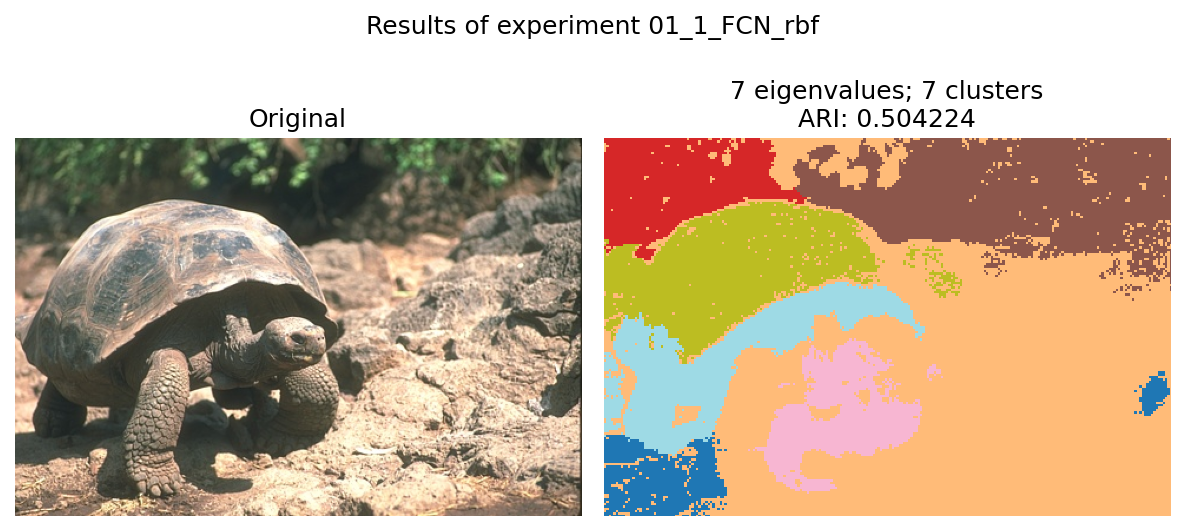 Results of experiment 01_1_FCN_rbf
Original
7 eigenvalues; 7 clusters
ARI: 0.504224